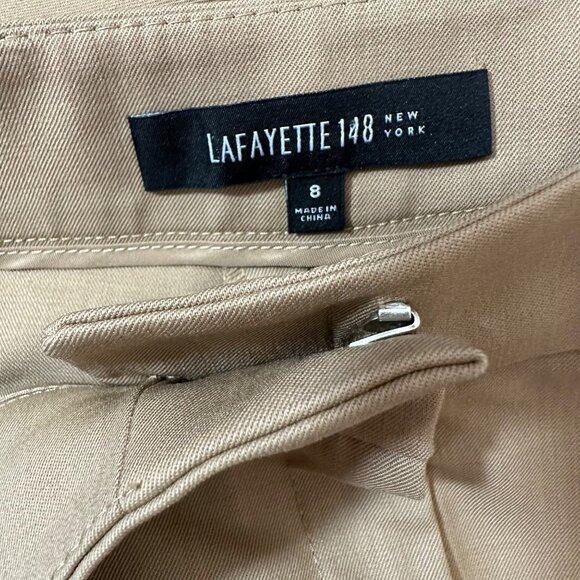 LAFAYETTE 148 NEW YORK
8
MADE IN
CHINA